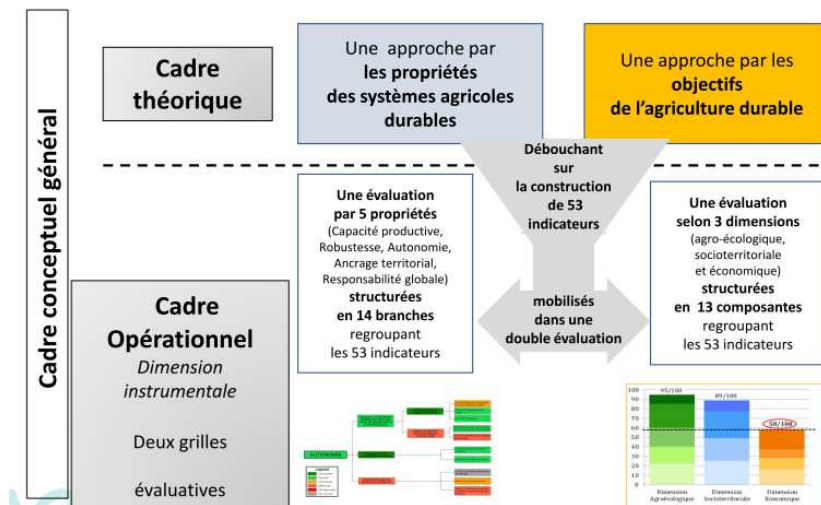 Cadre conceptuel général
Cadre
théorique
Une approche par
les propriétés
des systèmes agricoles
durables
Une approche par les
objectifs
de l'agriculture durable
Débouchant
sur
la construction
de 53
indicateurs
Une évaluation
par 5 propriétés
(Capacité productive,
Robustesse, Autonomie,
Ancrage territorial,
Responsabilité globale)
structurées
en 14 branches
regroupant
les 53 indicateurs
mobilisés
dans une
double évaluation
Une évaluation
selon 3 dimensions
(agro-écologique,
socioterritoriale
et économique)
structurées
en 13 composantes
regroupant
les 53 indicateurs
Cadre
Opérationnel
Dimension
instrumentale
Deux grilles
évaluatives
AUTONOMIE
100
90
80
70
60
50
40
30
20
10
0
95/100
89/100
58/100
Dimension
Agroécologique
Dimension
Socioterritoriale
Dimension
Economique